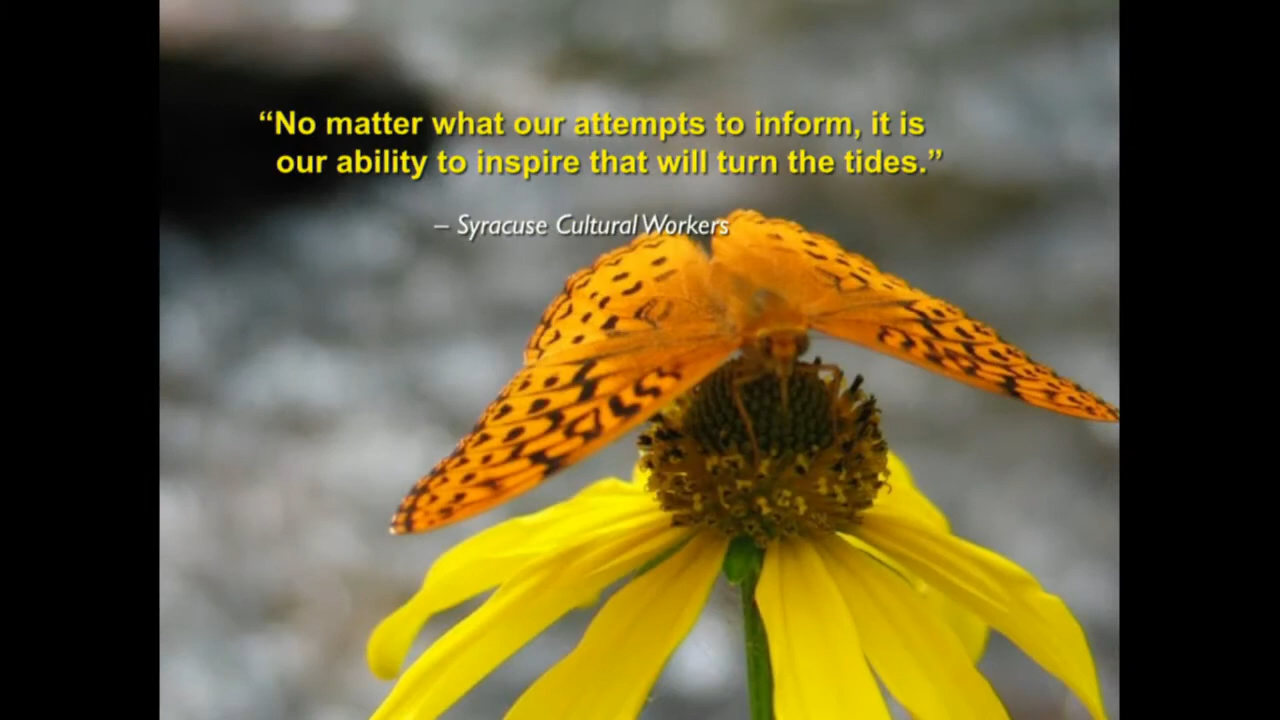 “No matter what our attempts to inform, it is
our ability to inspire that will turn the tides.”
– Syracuse Cultural Workers